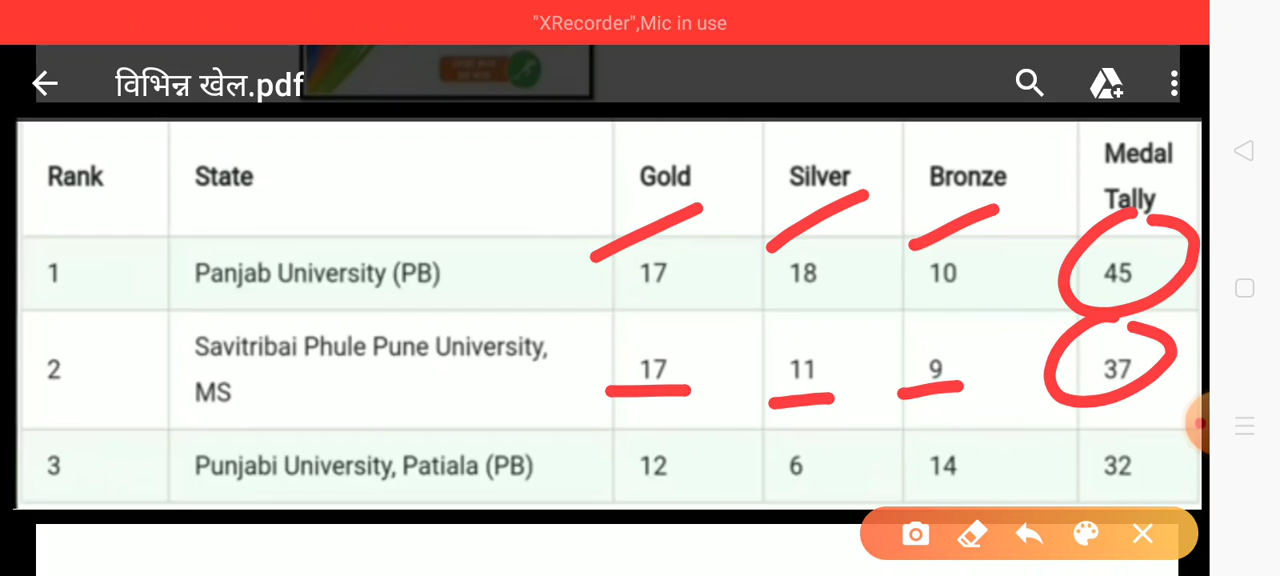 "XRecorder",Mic in use
विभिन्न खेल.pdf
Rank State Gold Silver Bronze Medal Tally
1 Panjab University (PB) 17 18 10 45
2 Savitribai Phule Pune University, MS 17 11 9 37
3 Punjabi University, Patiala (PB) 12 6 14 32